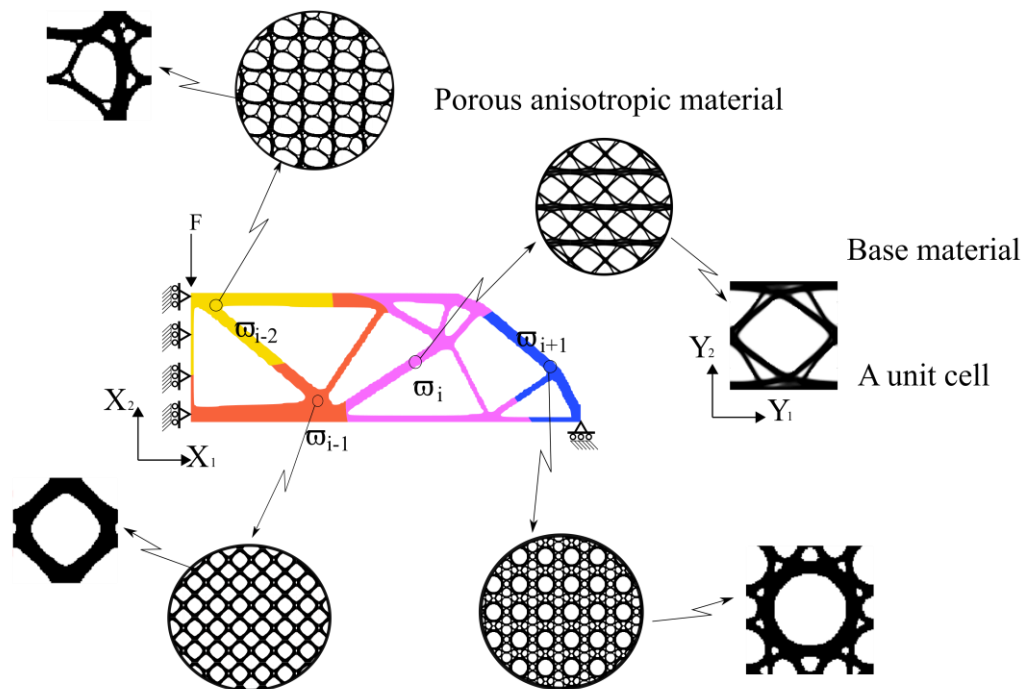 Porous anisotropic material
F
Base material
ϖi-2
ϖi+1
ϖi
Y2
A unit cell
X2
Y1
ϖi-1
X1